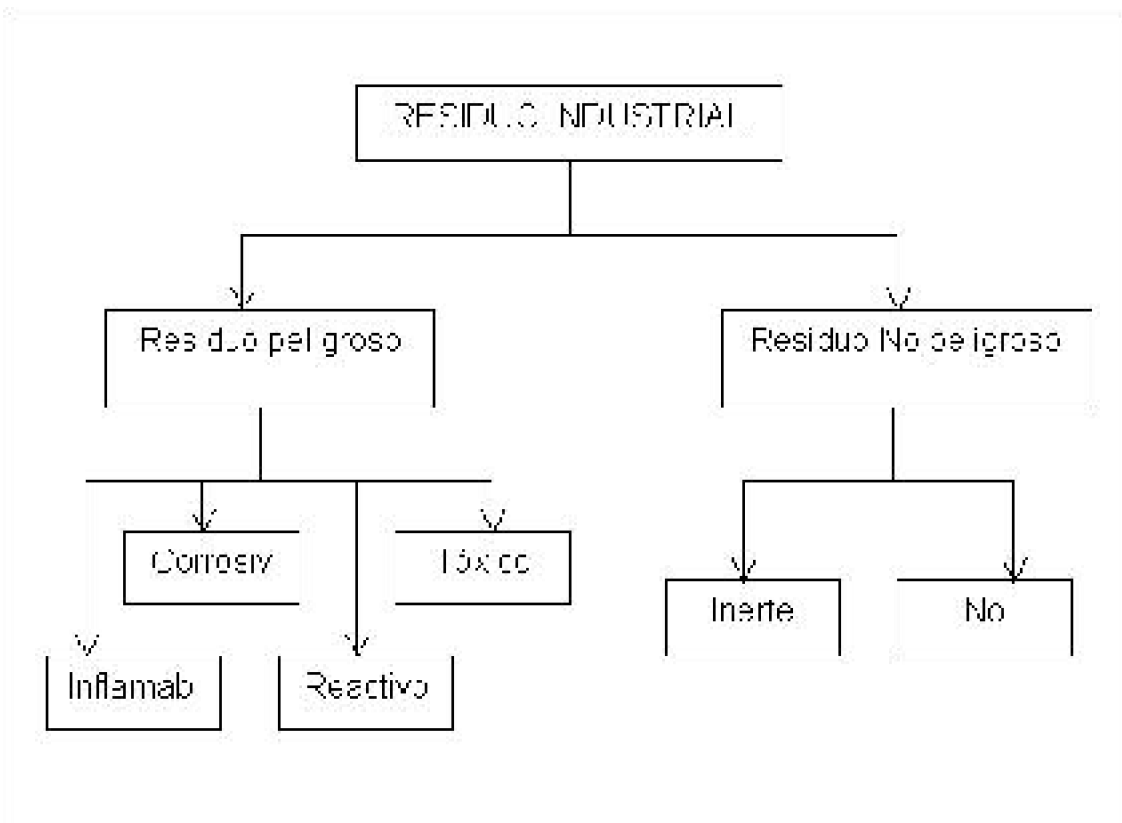 RESIDUO INDUSTRIAL
Residuo peligroso
Residuo No peligroso
Corrosiv
Tóxico
Inerte
No
Inflamab
Reactivo